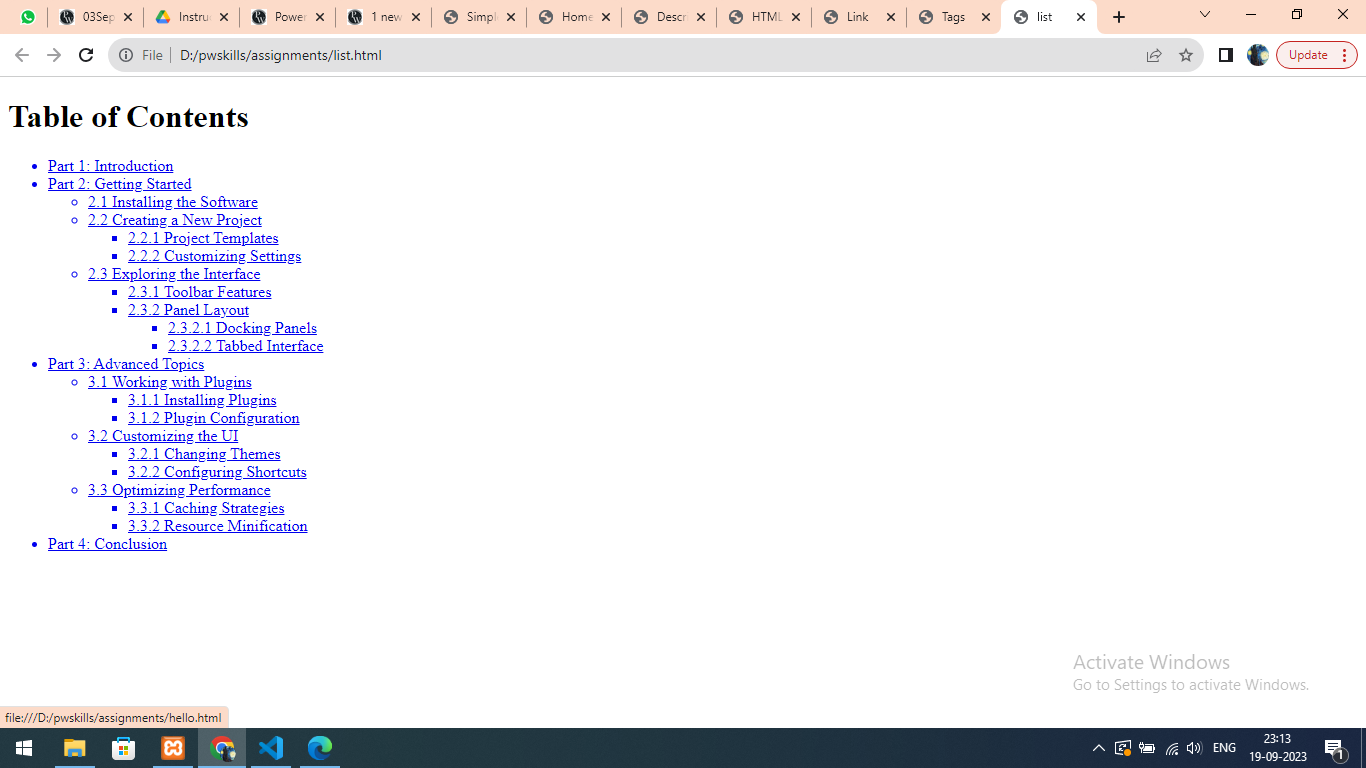 03Sep
Instru
Power
1 new
Simpl
Home
Descr
HTML
Link
Tags
list
File
D:/pwskills/assignments/list.html
Update
Table of Contents
Part 1: Introduction
Part 2: Getting Started
2.1 Installing the Software
2.2 Creating a New Project
2.2.1 Project Templates
2.2.2 Customizing Settings
2.3 Exploring the Interface
2.3.1 Toolbar Features
2.3.2 Panel Layout
2.3.2.1 Docking Panels
2.3.2.2 Tabbed Interface
Part 3: Advanced Topics
3.1 Working with Plugins
3.1.1 Installing Plugins
3.1.2 Plugin Configuration
3.2 Customizing the UI
3.2.1 Changing Themes
3.2.2 Configuring Shortcuts
3.3 Optimizing Performance
3.3.1 Caching Strategies
3.3.2 Resource Minification
Part 4: Conclusion
Activate Windows
Go to Settings to activate Windows.
file:///D:/pwskills/assignments/hello.html
ENG
23:13
19-09-2023
1